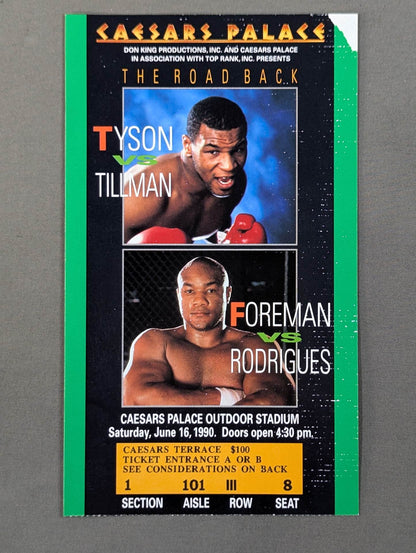 CAESARS PALACE
DON KING PRODUCTIONS, INC. AND CAESARS PALACE
IN ASSOCIATION WITH TOP RANK, INC. PRESENTS
THE ROAD BACK
TYSON
VS
TILLMAN
FOREMAN
VS
RODRIGUES
CAESARS PALACE OUTDOOR STADIUM
Saturday, June 16, 1990. Doors open 4:30 pm.
CAESARS TERRACE $100
TICKET ENTRANCE A OR B
SEE CONSIDERATIONS ON BACK
1 101 III 8
SECTION AISLE ROW SEAT